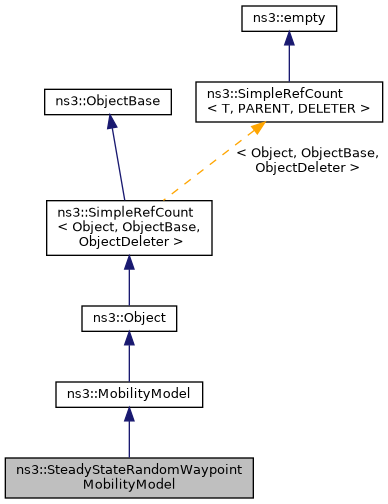 ns3::empty
ns3::SimpleRefCount
< T, PARENT, DELETER >
ns3::ObjectBase
< Object, ObjectBase,
ObjectDeleter >
ns3::SimpleRefCount
< Object, ObjectBase,
ObjectDeleter >
ns3::Object
ns3::MobilityModel
ns3::SteadyStateRandomWaypoint
MobilityModel